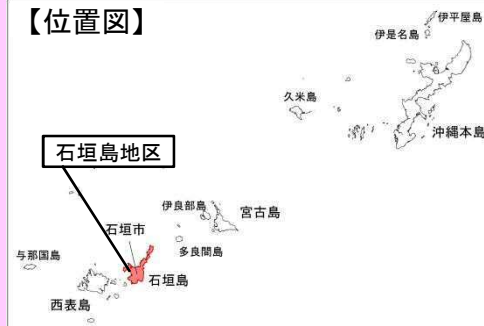 【位置図】
伊平屋島
伊是名島
久米島
沖縄本島
石垣島地区
伊良部島
宮古島
石垣市
多良間島
与那国島
石垣島
西表島